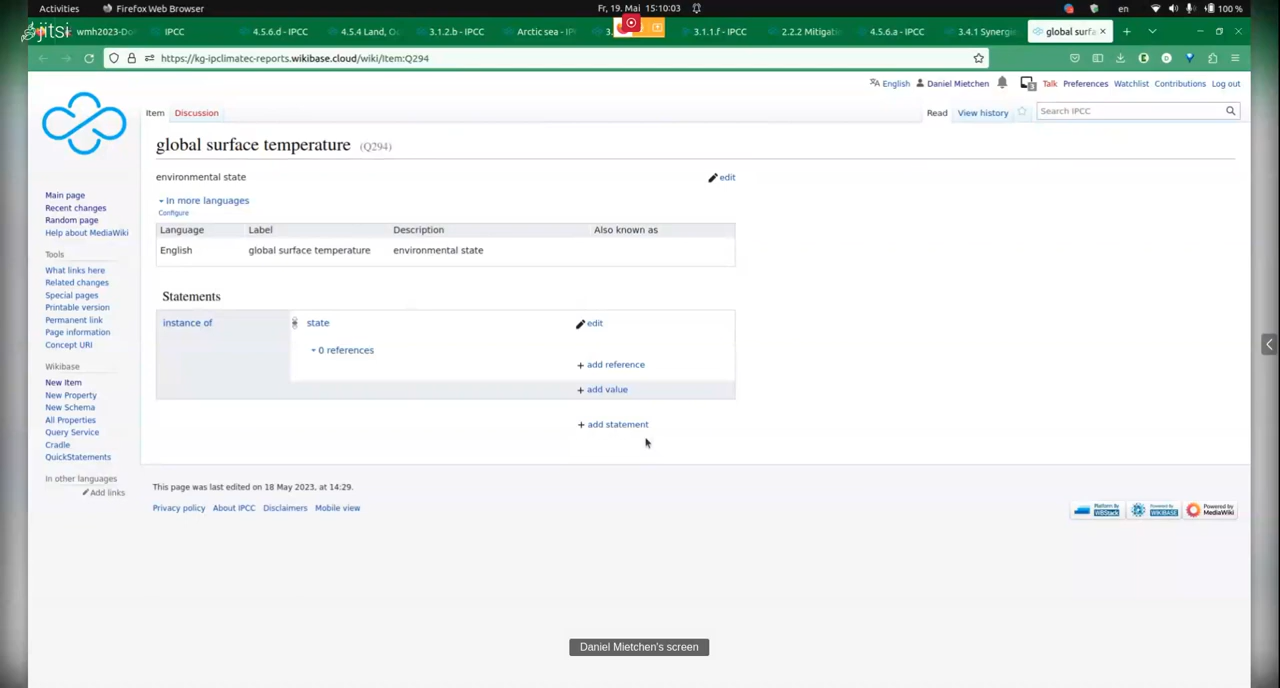 Activities Firefox Web Browser Fr, 19. Mai 15:10:03 en 100 %
jitsi wmh2023-Do IPCC 4.5.6.d - IPCC 4.5.4 Land, Oc 3.1.2.b - IPCC Arctic sea - IP 3. 3.1.1.f - IPCC 2.2.2 Mitigati 4.5.6.a - IPCC 3.4.1 Synergie global surfa
https://kg-ipclimatec-reports.wikibase.cloud/wiki/Item:Q294
English Daniel Mietchen 3 Talk Preferences Watchlist Contributions Log out
Item Discussion Read View history Search IPCC
global surface temperature (Q294)
environmental state edit
In more languages
Configure
Language Label Description Also known as
English global surface temperature environmental state
Statements
instance of state edit
0 references
+ add reference
+ add value
+ add statement
Main page
Recent changes
Random page
Help about MediaWiki
Tools
What links here
Related changes
Special pages
Printable version
Permanent link
Page information
Concept URI
Wikibase
New Item
New Property
New Schema
All Properties
Query Service
Cradle
QuickStatements
In other languages
Add links
This page was last edited on 18 May 2023, at 14:29.
Privacy policy About IPCC Disclaimers Mobile view
Platform By WBStack Powered By WIKIBASE Powered By MediaWiki
Daniel Mietchen's screen